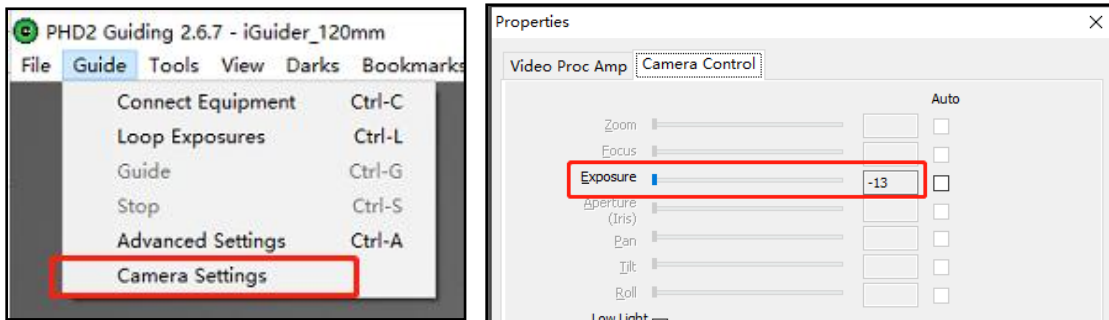 PHD2 Guiding 2.6.7 - iGuider_120mm
File Guide Tools View Darks Bookmarks
Connect Equipment Ctrl-C
Loop Exposures Ctrl-L
Guide Ctrl-G
Stop Ctrl-S
Advanced Settings Ctrl-A
Camera Settings
Properties
Video Proc Amp Camera Control
Auto
Zoom
Focus
Exposure -13
Aperture
(Iris)
Pan
Tilt
Roll
Low Light